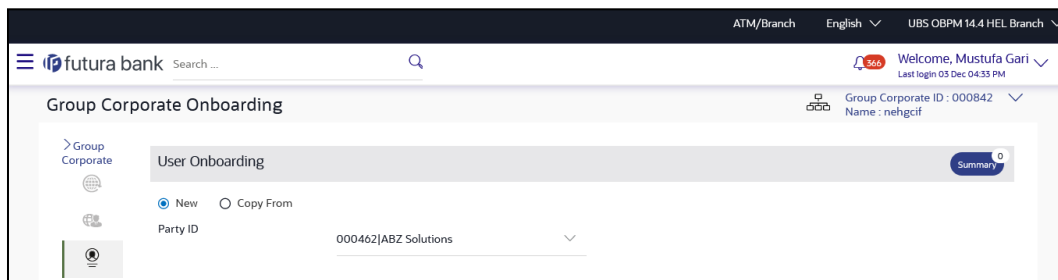 ATM/Branch English UBS OBPM 14.4 HEL Branch
futura bank Search ... 366 Welcome, Mustufa Gari
Last login 03 Dec 04:33 PM
Group Corporate Onboarding Group Corporate ID : 000842
Name : nehgcif
Group
Corporate
User Onboarding Summary 0
New Copy From
Party ID 000462|ABZ Solutions